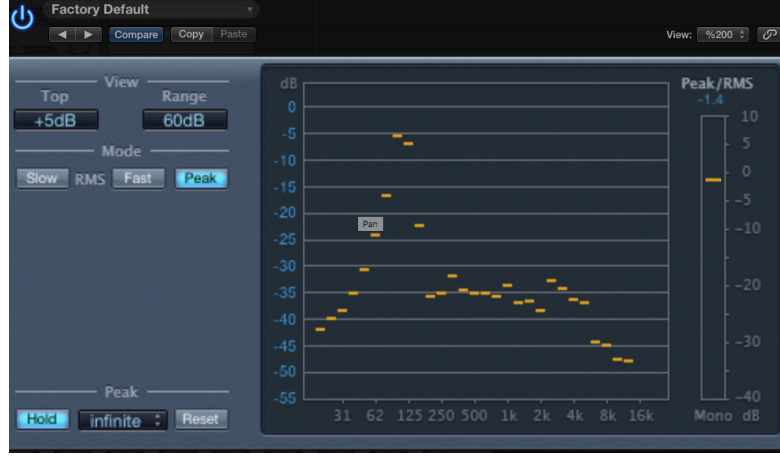 Factory Default
Compare Copy Paste
View: %200
View
Top Range
+5dB 60dB
Mode
Slow RMS Fast Peak
Peak
Hold infinite Reset
dB
0
-5
-10
-15
-20
-25
-30
-35
-40
-45
-50
-55
Pan
31 62 125 250 500 1k 2k 4k 8k 16k
Peak/RMS
-1.4
10
5
0
-5
-10
-20
-30
-40
Mono dB